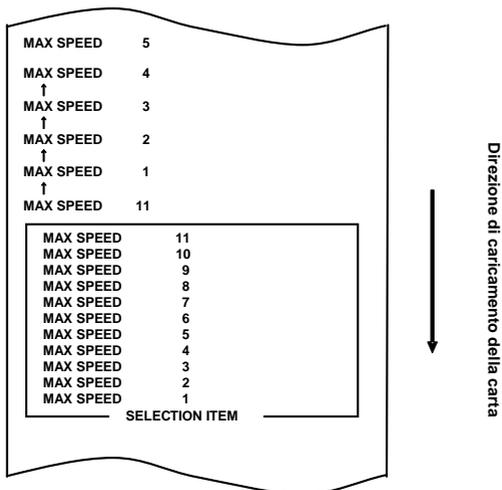 MAX SPEED 5
MAX SPEED 4
↑
MAX SPEED 3
↑
MAX SPEED 2
↑
MAX SPEED 1
↑
MAX SPEED 11
MAX SPEED 11
MAX SPEED 10
MAX SPEED 9
MAX SPEED 8
MAX SPEED 7
MAX SPEED 6
MAX SPEED 5
MAX SPEED 4
MAX SPEED 3
MAX SPEED 2
MAX SPEED 1
SELECTION ITEM
Direzione di caricamento della carta